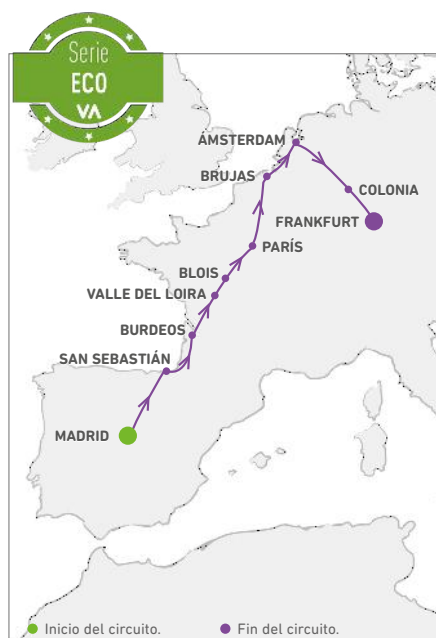 Serie
ECO
VA
ÁMSTERDAM
BRUJAS
COLONIA
FRANKFURT
PARÍS
BLOIS
VALLE DEL LOIRA
BURDEOS
SAN SEBASTIÁN
MADRID
Inicio del circuito.
Fin del circuito.